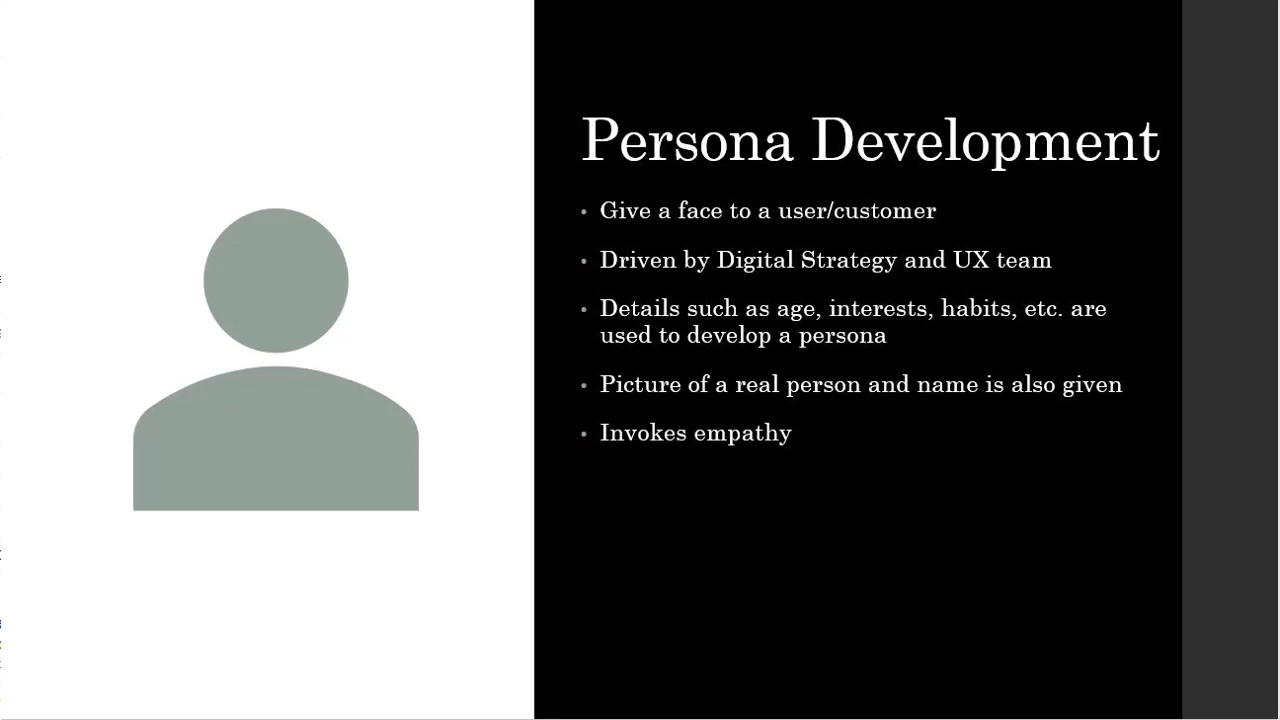 Persona Development
• Give a face to a user/customer
• Driven by Digital Strategy and UX team
• Details such as age, interests, habits, etc. are
used to develop a persona
• Picture of a real person and name is also given
• Invokes empathy